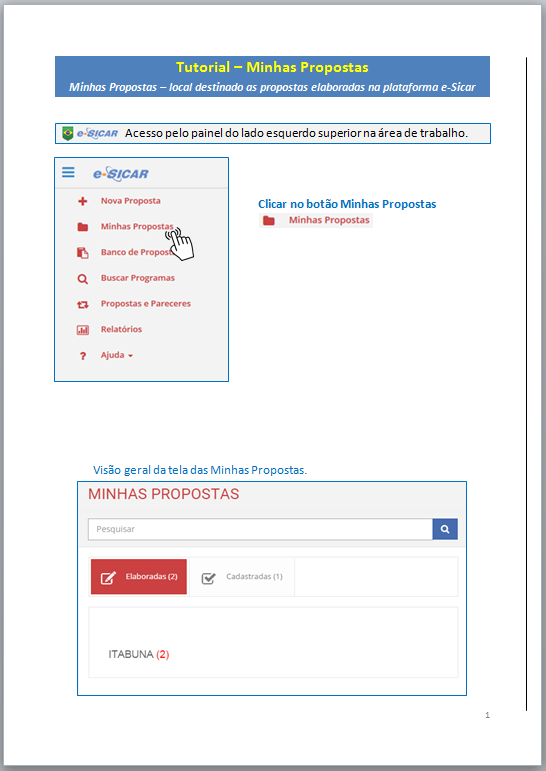 Tutorial – Minhas Propostas
Minhas Propostas – local destinado as propostas elaboradas na plataforma e-Sicar
e-SICAR Acesso pelo painel do lado esquerdo superior na área de trabalho.
e-SICAR
Nova Proposta
Minhas Propostas
Banco de Propost
Buscar Programas
Propostas e Pareceres
Relatórios
Ajuda
Clicar no botão Minhas Propostas
Minhas Propostas
Visão geral da tela das Minhas Propostas.
MINHAS PROPOSTAS
Pesquisar
Elaboradas (2) Cadastradas (1)
ITABUNA (2)
1